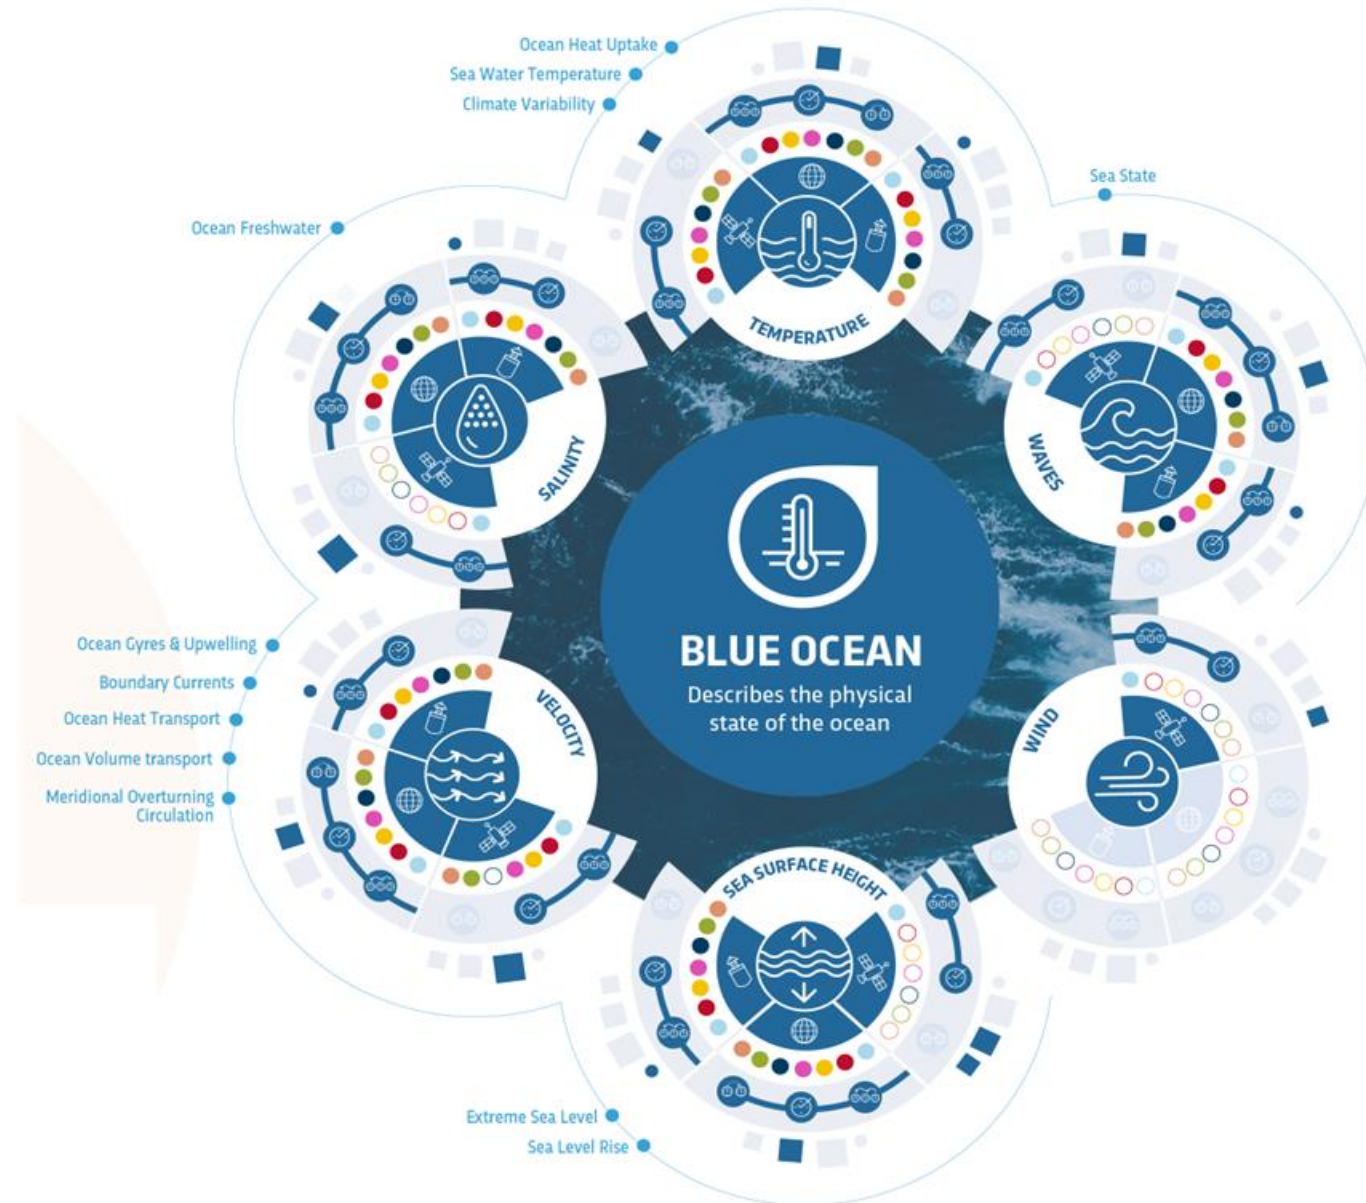 Ocean Heat Uptake
Sea Water Temperature
Climate Variability
Sea State
Ocean Freshwater
TEMPERATURE
SALINITY
WAVES
BLUE OCEAN
Describes the physical
state of the ocean
Ocean Gyres & Upwelling
Boundary Currents
Ocean Heat Transport
Ocean Volume transport
Meridional Overturning
Circulation
VELOCITY
WIND
SEA SURFACE HEIGHT
Extreme Sea Level
Sea Level Rise